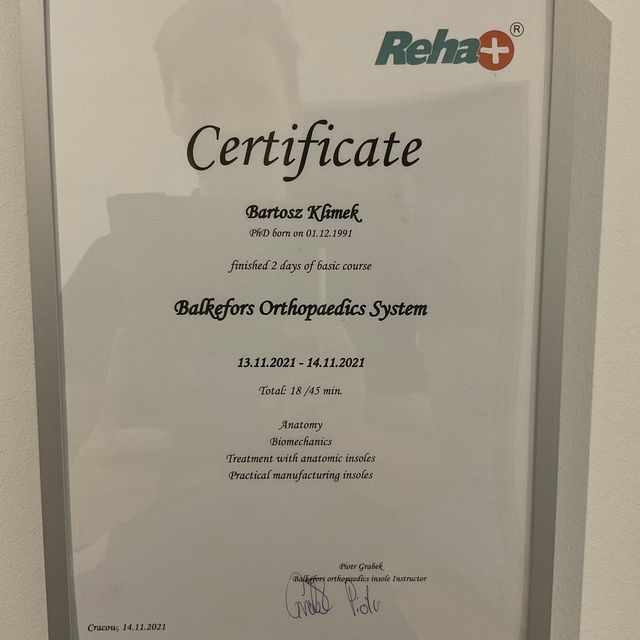 Reha+®
Certificate
Bartosz Klimek
PhD born on 01.12.1991
finished 2 days of basic course
Balkefors Orthopaedics System
13.11.2021 - 14.11.2021
Total: 18 /45 min.
Anatomy
Biomechanics
Treatment with anatomic insoles
Practical manufacturing insoles
Piotr Grabek
Balkefors orthopaedics insole Instructor
Cracow, 14.11.2021